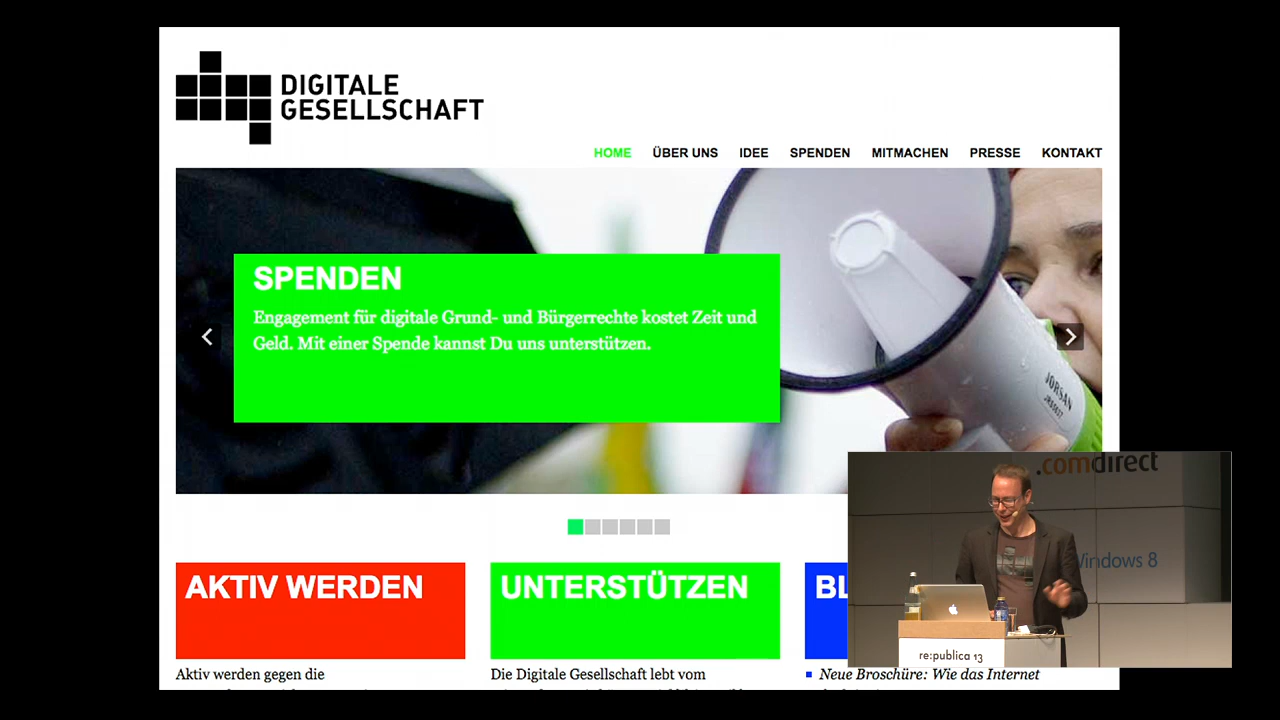 DIGITALE
GESELLSCHAFT
HOME ÜBER UNS IDEE SPENDEN MITMACHEN PRESSE KONTAKT
SPENDEN
Engagement für digitale Grund- und Bürgerrechte kostet Zeit und
Geld. Mit einer Spende kannst Du uns unterstützen.
JORSAN
.comdirect
Windows 8
re:publica 13
AKTIV WERDEN
UNTERSTÜTZEN
BL
Aktiv werden gegen die
Die Digitale Gesellschaft lebt vom
Neue Broschüre: Wie das Internet